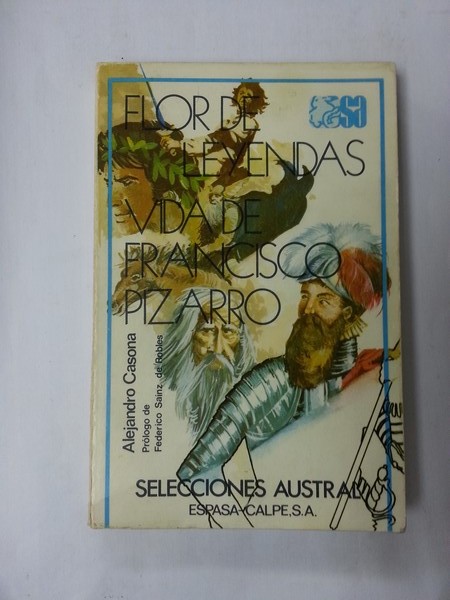 FLOR DE
LEYENDAS
VIDA DE
FRANCISCO
PIZARRO
Alejandro Casona
Prólogo de
Federico Sainz de Robles
SELECCIONES AUSTRAL
ESPASA-CALPE, S.A.